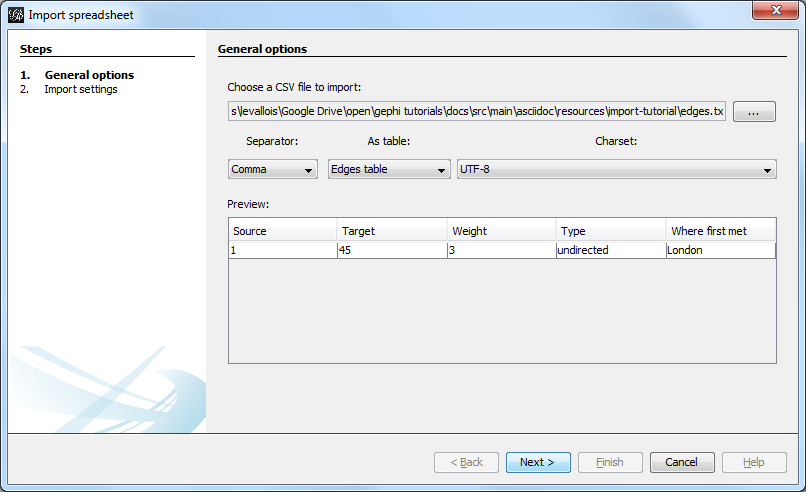 Import spreadsheet
Steps
1. General options
2. Import settings
General options
Choose a CSV file to import:
s\levallois\Google Drive\open\gephi tutorials\docs\src\main\asciidoc\resources\import-tutorial\edges.tx
...
Separator: As table: Charset:
Comma Edges table UTF-8
Preview:
Source Target Weight Type Where first met
1 45 3 undirected London
< Back Next > Finish Cancel Help